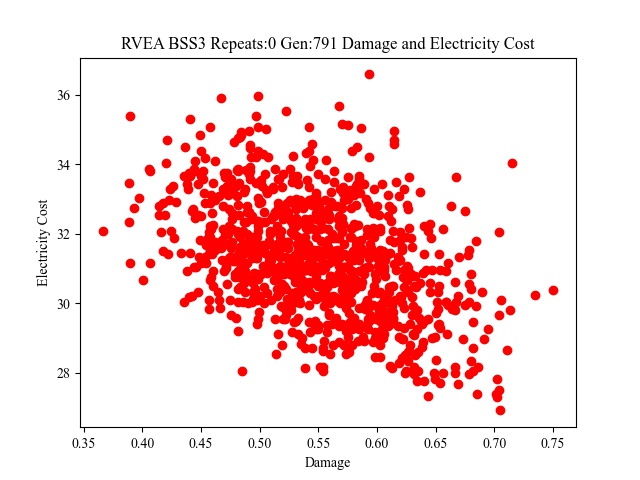 RVEA BSS3 Repeats:0 Gen:791 Damage and Electricity Cost
Electricity Cost
36
34
32
30
28
0.35 0.40 0.45 0.50 0.55 0.60 0.65 0.70 0.75
Damage